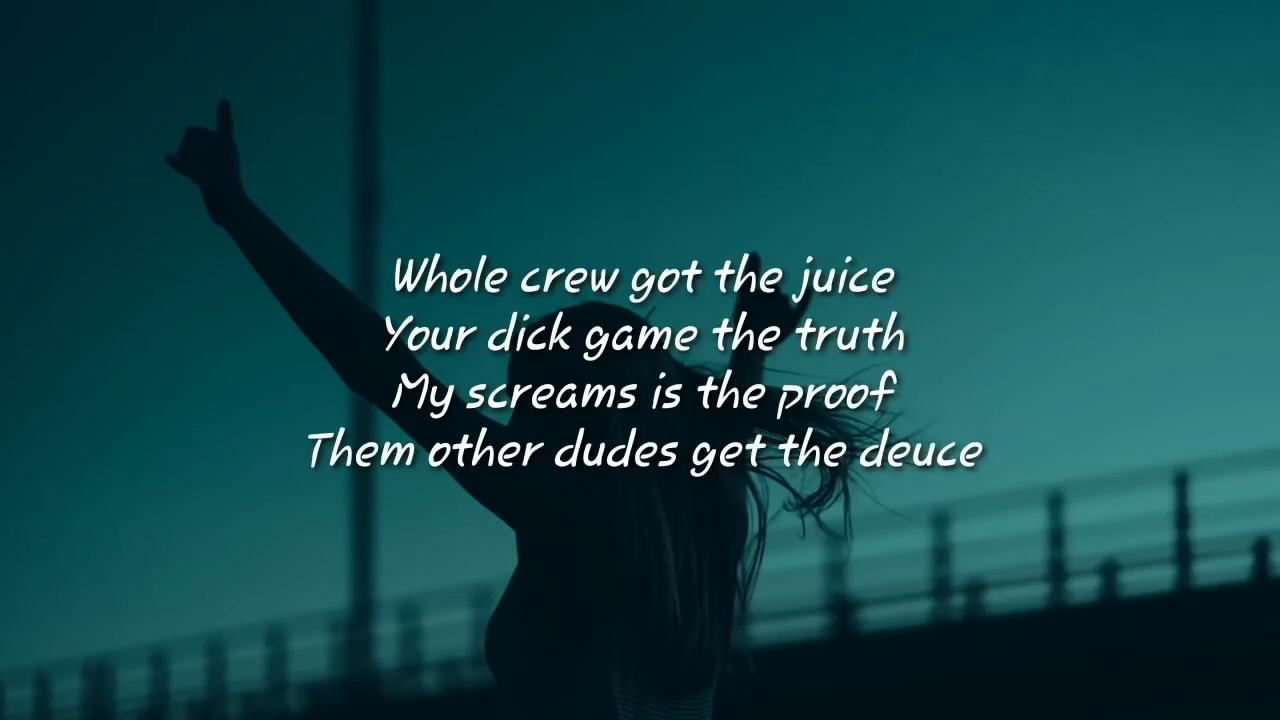 Whole crew got the juice
Your dick game the truth
My screams is the proof
Them other dudes get the deuce